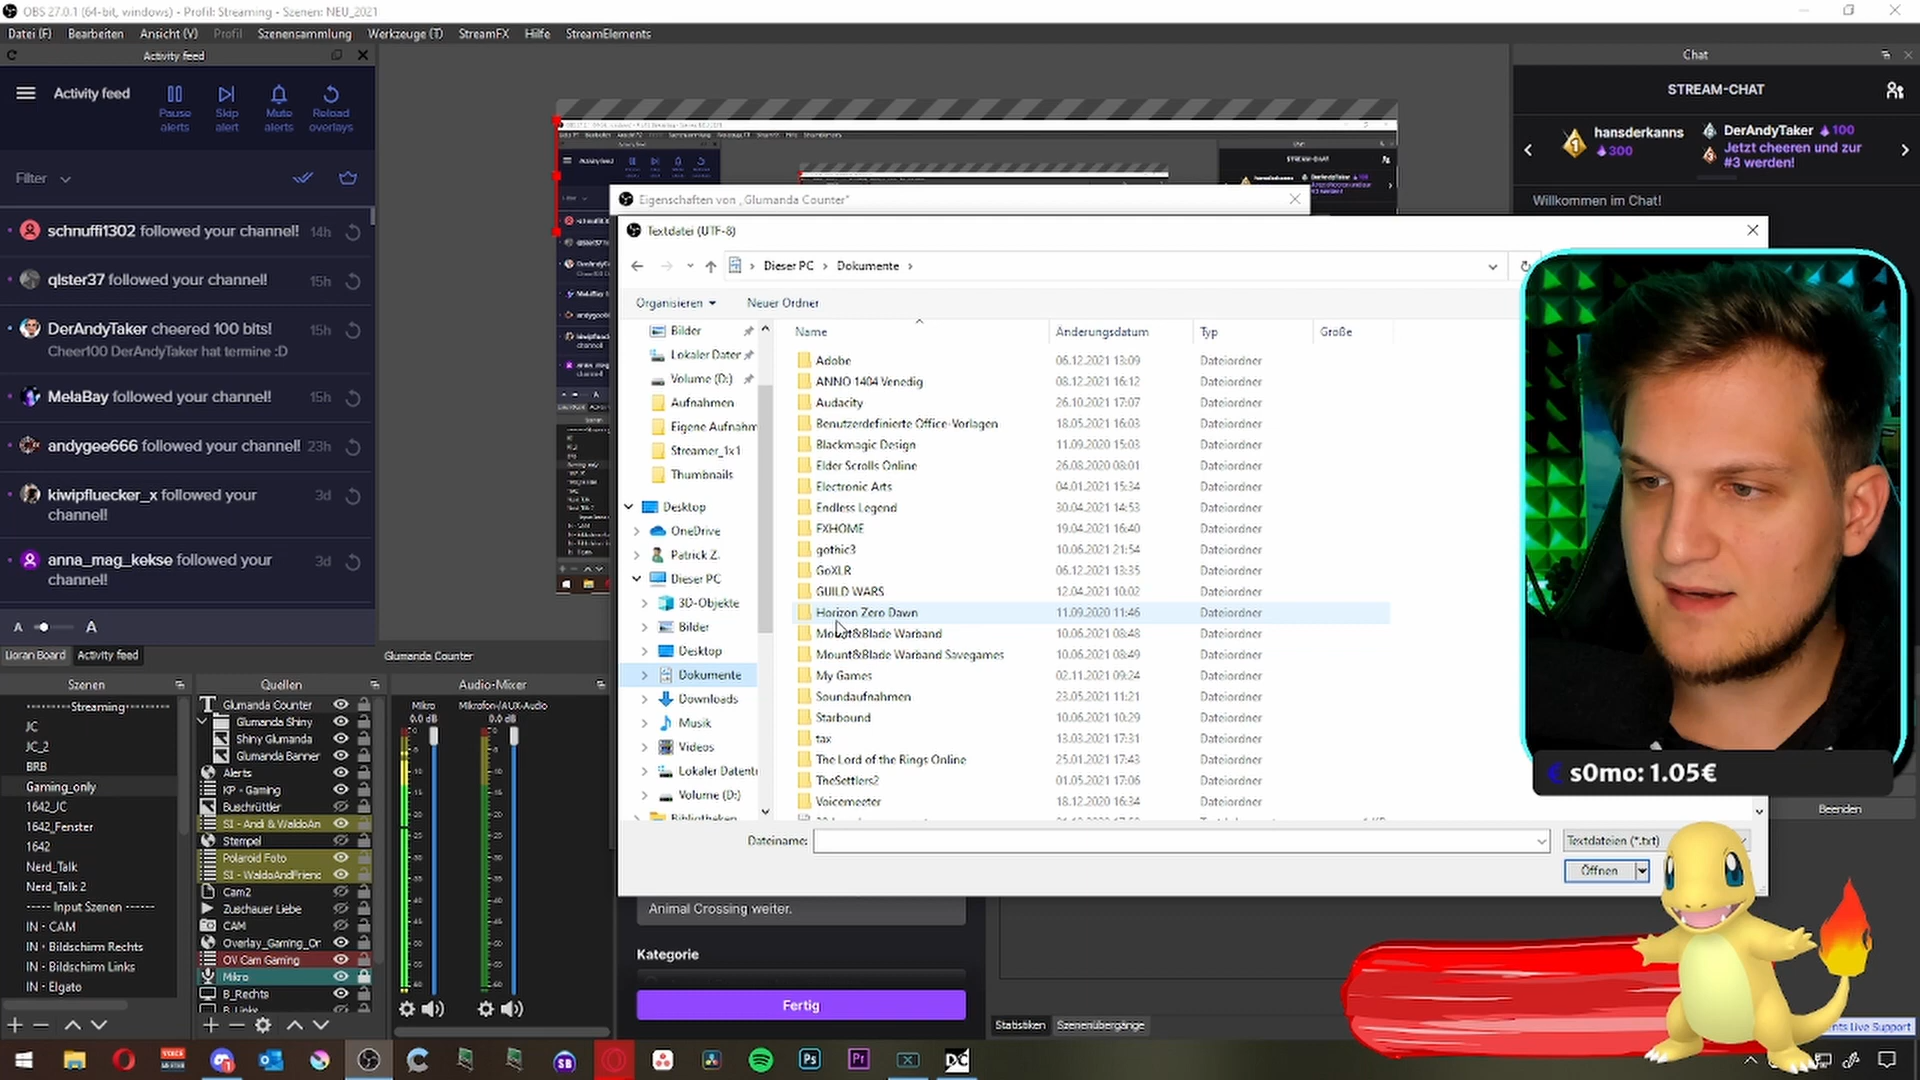 OBS 27.0.1 (64-bit, windows) - Profil: Streaming - Szenen: NEU_2021
Datei (F) Bearbeiten Ansicht (V) Profil Szenensammlung Werkzeuge (T) StreamFX Hilfe StreamElements
Activity feed
Chat
Activity feed
Pause alerts
Skip alert
Mute alerts
Reload overlays
STREAM-CHAT
hansderkanns
300
DerAndyTaker 100
Jetzt cheeren und zur
#3 werden!
Willkommen im Chat!
Filter
schnuffi1302 followed your channel! 14h
qlster37 followed your channel! 15h
DerAndyTaker cheered 100 bits! 15h
Cheer100 DerAndyTaker hat termine :D
MelaBay followed your channel! 15h
andygee666 followed your channel! 23h
kiwipfluecker_x followed your 3d
channel!
anna_mag_kekse followed your 3d
channel!
A A
Lioran Board Activity feed
Eigenschaften von „Glumanda Counter"
Textdatei (UTF-8)
Dieser PC › Dokumente ›
Organisieren Neuer Ordner
Bilder
Lokaler Daten
Volume (D:)
Aufnahmen
Eigene Aufnahm
Streamer_1x1
Thumbnails
Desktop
OneDrive
Patrick Z.
Dieser PC
3D-Objekte
Bilder
Desktop
Dokumente
Downloads
Musik
Videos
Lokaler Datentr
Volume (D:)
Bibliotheken
Name Änderungsdatum Typ Größe
Adobe 06.12.2021 13:09 Dateiordner
ANNO 1404 Venedig 08.12.2021 16:12 Dateiordner
Audacity 26.10.2021 17:07 Dateiordner
Benutzerdefinierte Office-Vorlagen 18.05.2021 16:03 Dateiordner
Blackmagic Design 11.09.2020 15:03 Dateiordner
Elder Scrolls Online 26.08.2020 08:01 Dateiordner
Electronic Arts 04.01.2021 15:34 Dateiordner
Endless Legend 30.04.2021 14:53 Dateiordner
FXHOME 19.04.2021 16:40 Dateiordner
gothic3 10.06.2021 21:54 Dateiordner
GoXLR 06.12.2021 13:35 Dateiordner
GUILD WARS 12.04.2021 10:02 Dateiordner
Horizon Zero Dawn 11.09.2020 11:46 Dateiordner
Mount&Blade Warband 10.06.2021 08:48 Dateiordner
Mount&Blade Warband Savegames 10.06.2021 08:49 Dateiordner
My Games 02.11.2021 09:24 Dateiordner
Soundaufnahmen 23.05.2021 11:21 Dateiordner
Starbound 10.06.2021 10:29 Dateiordner
tax 13.03.2021 17:31 Dateiordner
The Lord of the Rings Online 25.01.2021 17:43 Dateiordner
TheSettlers2 01.05.2021 17:06 Dateiordner
Voicemeeter 18.12.2020 16:34 Dateiordner
Dateiname: Textdateien (*.txt)
Öffnen
s0mo: 1.05€
Beenden
Glumanda Counter
Szenen
--------Streaming--------
JC
JC_2
BRB
Gaming_only
1642_JC
1642_Fenster
1642
Nerd_Talk
Nerd_Talk 2
----- Input Szenen ------
IN - CAM
IN - Bildschirm Rechts
IN - Bildschirm Links
IN - Elgato
Quellen
Glumanda Counter
Glumanda Shiny
Shiny Glumanda
Glumanda Banner
Alerts
KP - Gaming
Buschrüttler
S1 - Andi & WaldoAn
Stempel
Polaroid Foto
S1 - WaldoAndFrienc
Cam2
Zuschauer Liebe
CAM
Overlay_Gaming_Or
OV Cam Gaming
Mikro
B_Rechts
Audio-Mixer
Mikro Mikrofon-/AUX-Audio
0.0 dB 0.0 dB
Animal Crossing weiter.
Kategorie
Fertig
Statistiken Szenenübergänge
nts Live Support